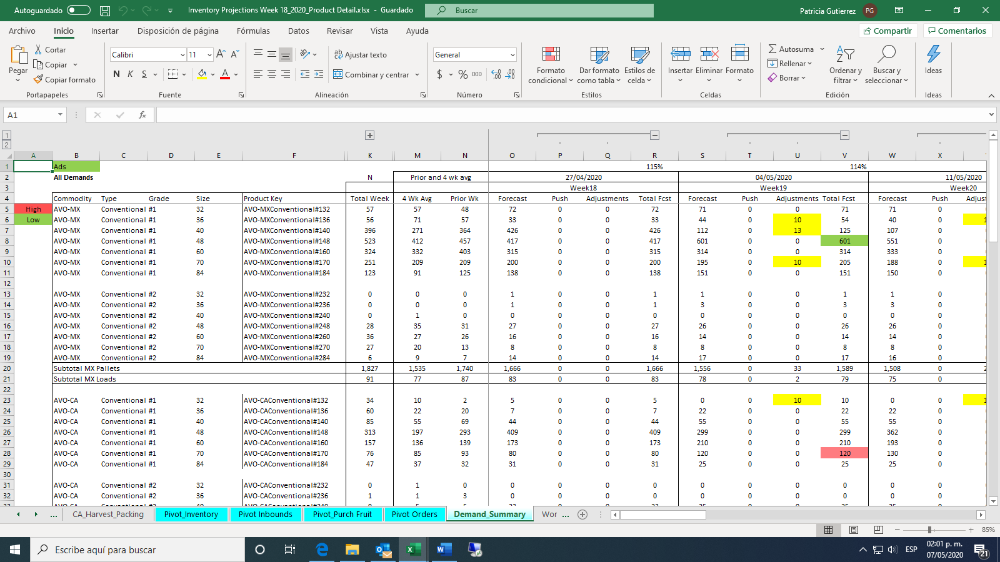 Autoguardado Inventory Projections Week 18_2020_Product Detail.xlsx - Guardado Buscar Patricia Gutierrez PG
Archivo Inicio Insertar Disposición de página Fórmulas Datos Revisar Vista Ayuda Compartir Comentarios
Pegar Cortar Copiar Copiar formato
Calibri 11 N K S A
Ajustar texto Combinar y centrar
General $ % 000
Formato condicional Dar formato como tabla Estilos de celda
Insertar Eliminar Formato
Autosuma Rellenar Borrar Ordenar y filtrar Buscar y seleccionar Ideas
Portapapeles Fuente Alineación Número Estilos Celdas Edición Ideas
A1 fx
1
2
A B C D E F K M N O P Q R S T U V W X
1 Ads 115% 114%
2 All Demands N Prior and 4 wk avg 27/04/2020 04/05/2020 11/05/2020
3 Week18 Week19 Week20
4 Commodity Type Grade Size Product Key Total Week 4 Wk Avg Prior Wk Forecast Push Adjustments Total Fcst Forecast Push Adjustments Total Fcst Forecast Push Adjust
5 High AVO-MX Conventional #1 32 AVO-MXConventional#132 57 57 48 72 0 0 72 71 0 0 71 71 0
6 Low AVO-MX Conventional #1 36 AVO-MXConventional#136 56 71 57 33 0 0 33 44 0 10 54 40 0 1
7 AVO-MX Conventional #1 40 AVO-MXConventional#140 396 271 364 426 0 0 426 112 0 13 125 107 0
8 AVO-MX Conventional #1 48 AVO-MXConventional#148 523 412 457 417 0 0 417 601 0 0 601 551 0
9 AVO-MX Conventional #1 60 AVO-MXConventional#160 324 332 403 315 0 0 315 314 0 0 314 333 0
10 AVO-MX Conventional #1 70 AVO-MXConventional#170 251 209 209 200 0 0 200 195 0 10 205 188 0 1
11 AVO-MX Conventional #1 84 AVO-MXConventional#184 123 91 125 138 0 0 138 151 0 0 151 150 0
12
13 AVO-MX Conventional #2 32 AVO-MXConventional#232 0 0 0 1 0 0 1 1 0 0 1 1 0
14 AVO-MX Conventional #2 36 AVO-MXConventional#236 0 0 0 1 0 0 1 3 0 0 3 3 0
15 AVO-MX Conventional #2 40 AVO-MXConventional#240 0 1 0 0 0 0 0 0 0 0 0 0 0
16 AVO-MX Conventional #2 48 AVO-MXConventional#248 28 35 31 27 0 0 27 26 0 0 26 26 0
17 AVO-MX Conventional #2 60 AVO-MXConventional#260 36 27 26 16 0 0 16 14 0 0 14 14 0
18 AVO-MX Conventional #2 70 AVO-MXConventional#270 27 20 13 8 0 0 8 8 0 0 8 8 0
19 AVO-MX Conventional #2 84 AVO-MXConventional#284 6 9 7 14 0 0 14 17 0 0 17 16 0
20 Subtotal MX Pallets 1,827 1,535 1,740 1,666 0 0 1,666 1,556 0 33 1,589 1,508 0 2
21 Subtotal MX Loads 91 77 87 83 0 0 83 78 0 2 79 75 0
22
23 AVO-CA Conventional #1 32 AVO-CAConventional#132 34 10 2 5 0 0 5 0 0 10 10 0 0 1
24 AVO-CA Conventional #1 36 AVO-CAConventional#136 60 22 20 7 0 0 7 22 0 0 22 22 0
25 AVO-CA Conventional #1 40 AVO-CAConventional#140 85 55 69 44 0 0 44 55 0 0 55 55 0
26 AVO-CA Conventional #1 48 AVO-CAConventional#148 313 197 293 409 0 0 409 299 0 0 299 362 0
27 AVO-CA Conventional #1 60 AVO-CAConventional#160 157 136 139 173 0 0 173 210 0 0 210 193 0
28 AVO-CA Conventional #1 70 AVO-CAConventional#170 76 85 93 80 0 0 80 120 0 0 120 130 0
29 AVO-CA Conventional #1 84 AVO-CAConventional#184 47 37 32 31 0 0 31 25 0 0 25 25 0
30
31 AVO-CA Conventional #2 32 AVO-CAConventional#232 0 1 0 0 0 0 0 0 0 0 0 0 0
32 AVO-CA Conventional #2 36 AVO-CAConventional#236 1 1 3 0 0 0 0 0 0 0 0 0 0
... CA_Harvest_Packing Pivot_Inventory Pivot Inbounds Pivot_Purch Fruit Pivot Orders Demand_Summary Wor ...
85%
Escribe aquí para buscar ESP 02:01 p. m.
07/05/2020 21